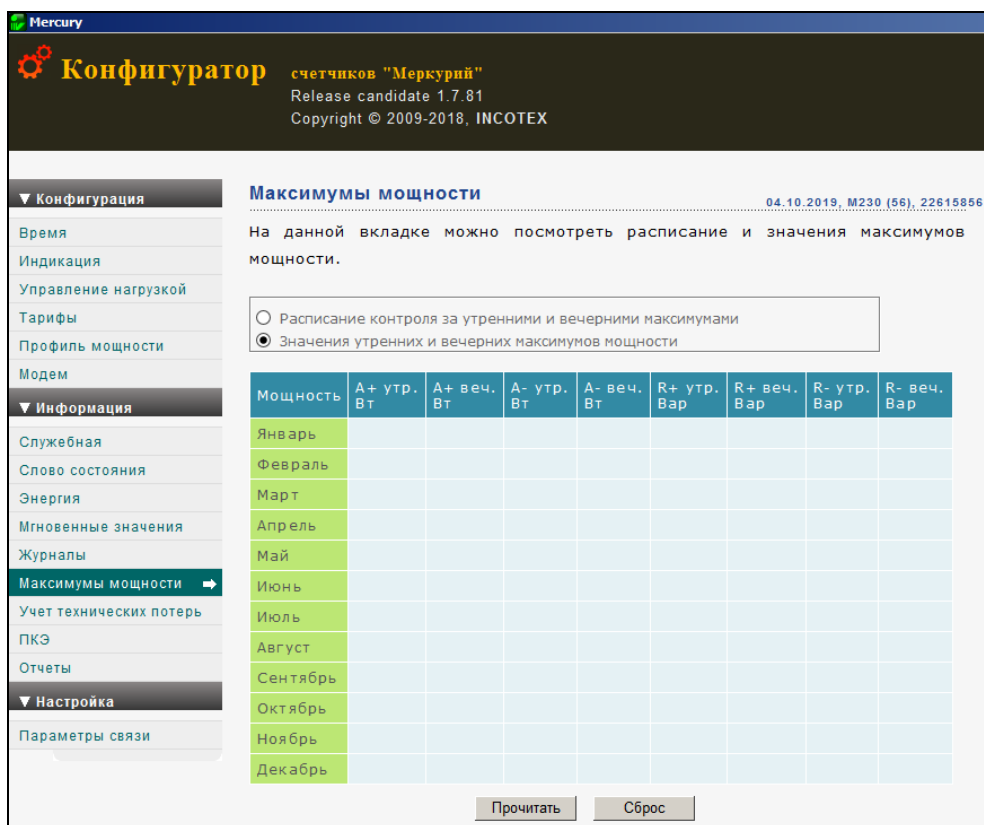 Mercury
Конфигуратор счетчиков "Меркурий"
Release candidate 1.7.81
Copyright © 2009-2018, INCOTEX
▼ Конфигурация
Время
Индикация
Управление нагрузкой
Тарифы
Профиль мощности
Модем
▼ Информация
Служебная
Слово состояния
Энергия
Мгновенные значения
Журналы
Максимумы мощности
Учет технических потерь
ПКЭ
Отчеты
▼ Настройка
Параметры связи
Максимумы мощности
04.10.2019, M230 (56), 22615856
На данной вкладке можно посмотреть расписание и значения максимумов
мощности.
Расписание контроля за утренними и вечерними максимумами
Значения утренних и вечерних максимумов мощности
Мощность A+ утр. Вт A+ веч. Вт A- утр. Вт A- веч. Вт R+ утр. Вар R+ веч. Вар R- утр. Вар R- веч. Вар
Январь
Февраль
Март
Апрель
Май
Июнь
Июль
Август
Сентябрь
Октябрь
Ноябрь
Декабрь
Прочитать Сброс